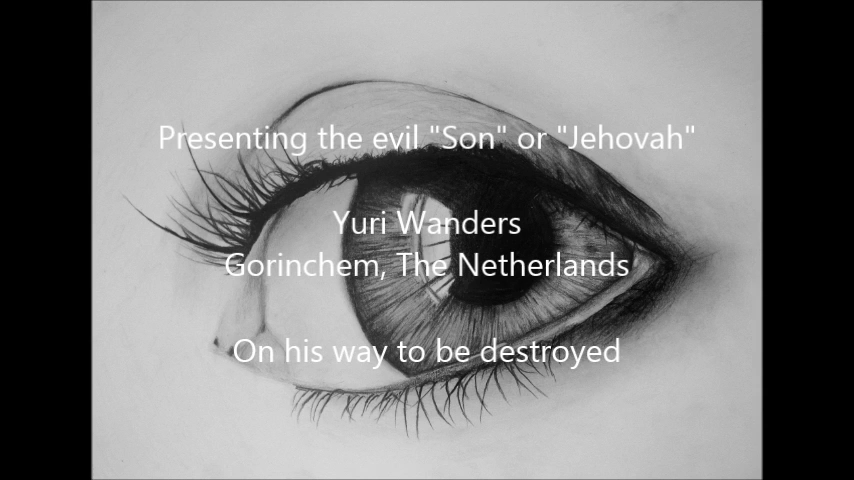 Presenting the evil "Son" or "Jehovah"
Yuri Wanders
Gorinchem, The Netherlands
On his way to be destroyed